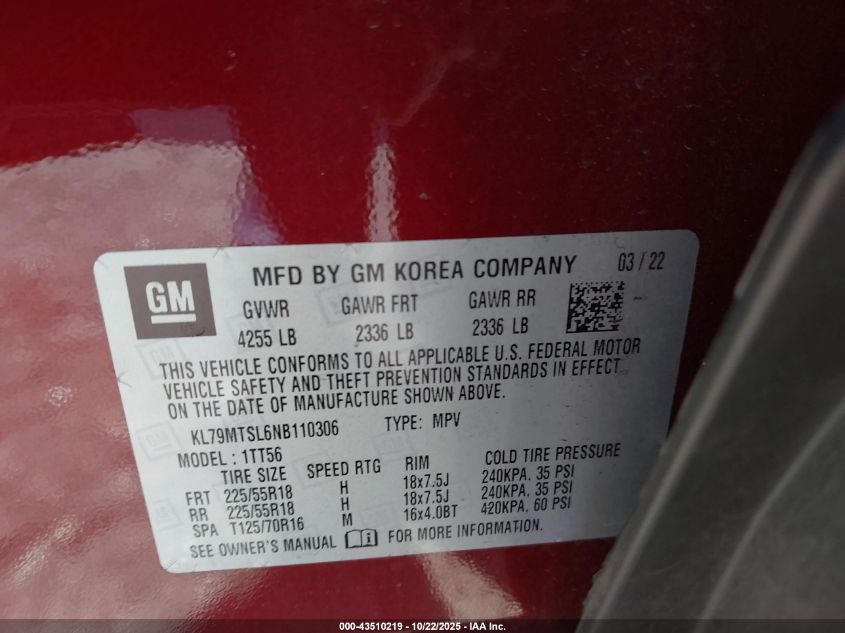 GM
MFD BY GM KOREA COMPANY 03 / 22
GVWR GAWR FRT GAWR RR
4255 LB 2336 LB 2336 LB
THIS VEHICLE CONFORMS TO ALL APPLICABLE U.S. FEDERAL MOTOR
VEHICLE SAFETY AND THEFT PREVENTION STANDARDS IN EFFECT
ON THE DATE OF MANUFACTURE SHOWN ABOVE.
KL79MTSL6NB110306 TYPE: MPV
MODEL : 1TT56
TIRE SIZE SPEED RTG RIM COLD TIRE PRESSURE
FRT 225/55R18 H 18x7.5J 240KPA, 35 PSI
RR 225/55R18 H 18x7.5J 240KPA, 35 PSI
SPA T125/70R16 M 16x4.0BT 420KPA, 60 PSI
SEE OWNER'S MANUAL FOR MORE INFORMATION.
000-43510219 - 10/22/2025 - IAA Inc.